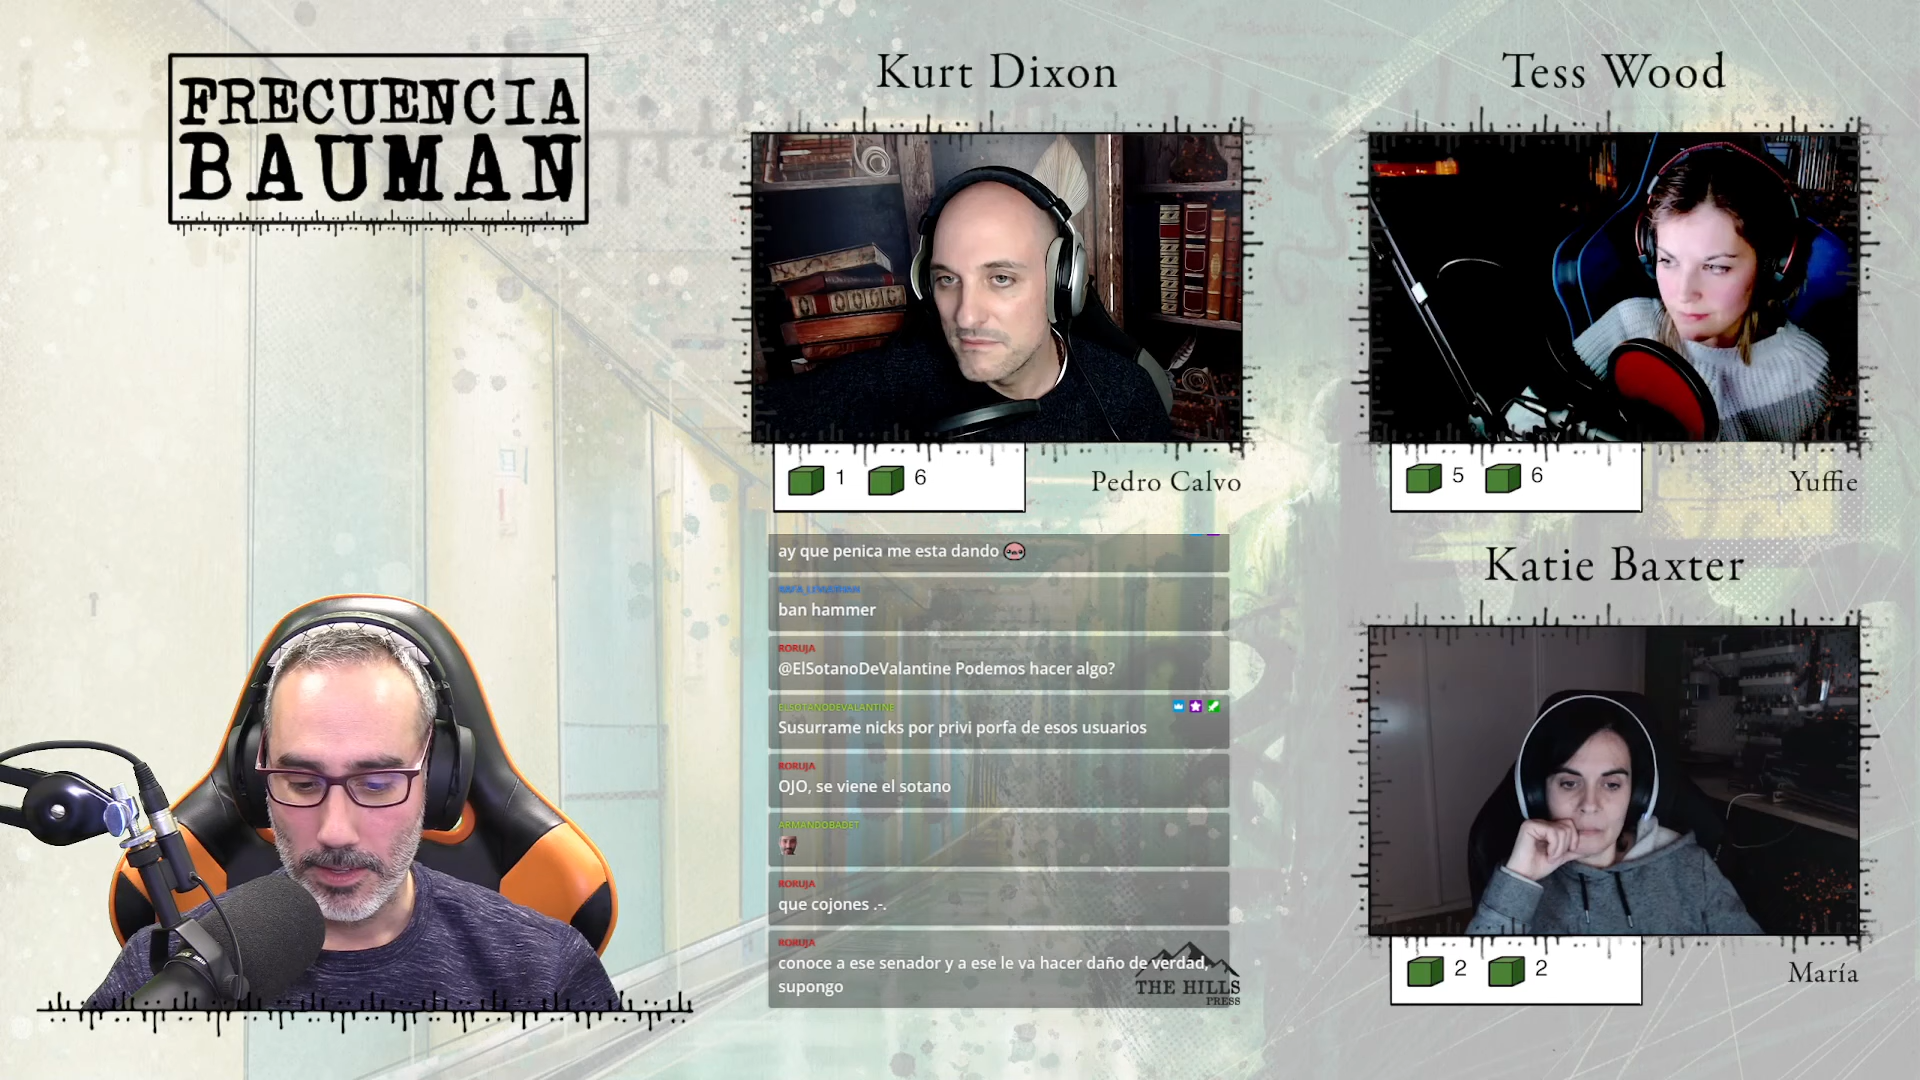 FRECUENCIA
BAUMAN
Kurt Dixon
1 6
Pedro Calvo
Tess Wood
5 6
Yuffie
Katie Baxter
2 2
María
ay que penica me esta dando
ban hammer
RORUJA
@ElSotanoDeValantine Podemos hacer algo?
ELSOTANODEVALANTINE
Susurrame nicks por privi porfa de esos usuarios
RORUJA
OJO, se viene el sotano
ARMANDOBADET
RORUJA
que cojones .-.
RORUJA
conoce a ese senador y a ese le va hacer daño de verdad,
supongo
THE HILLS
PRESS